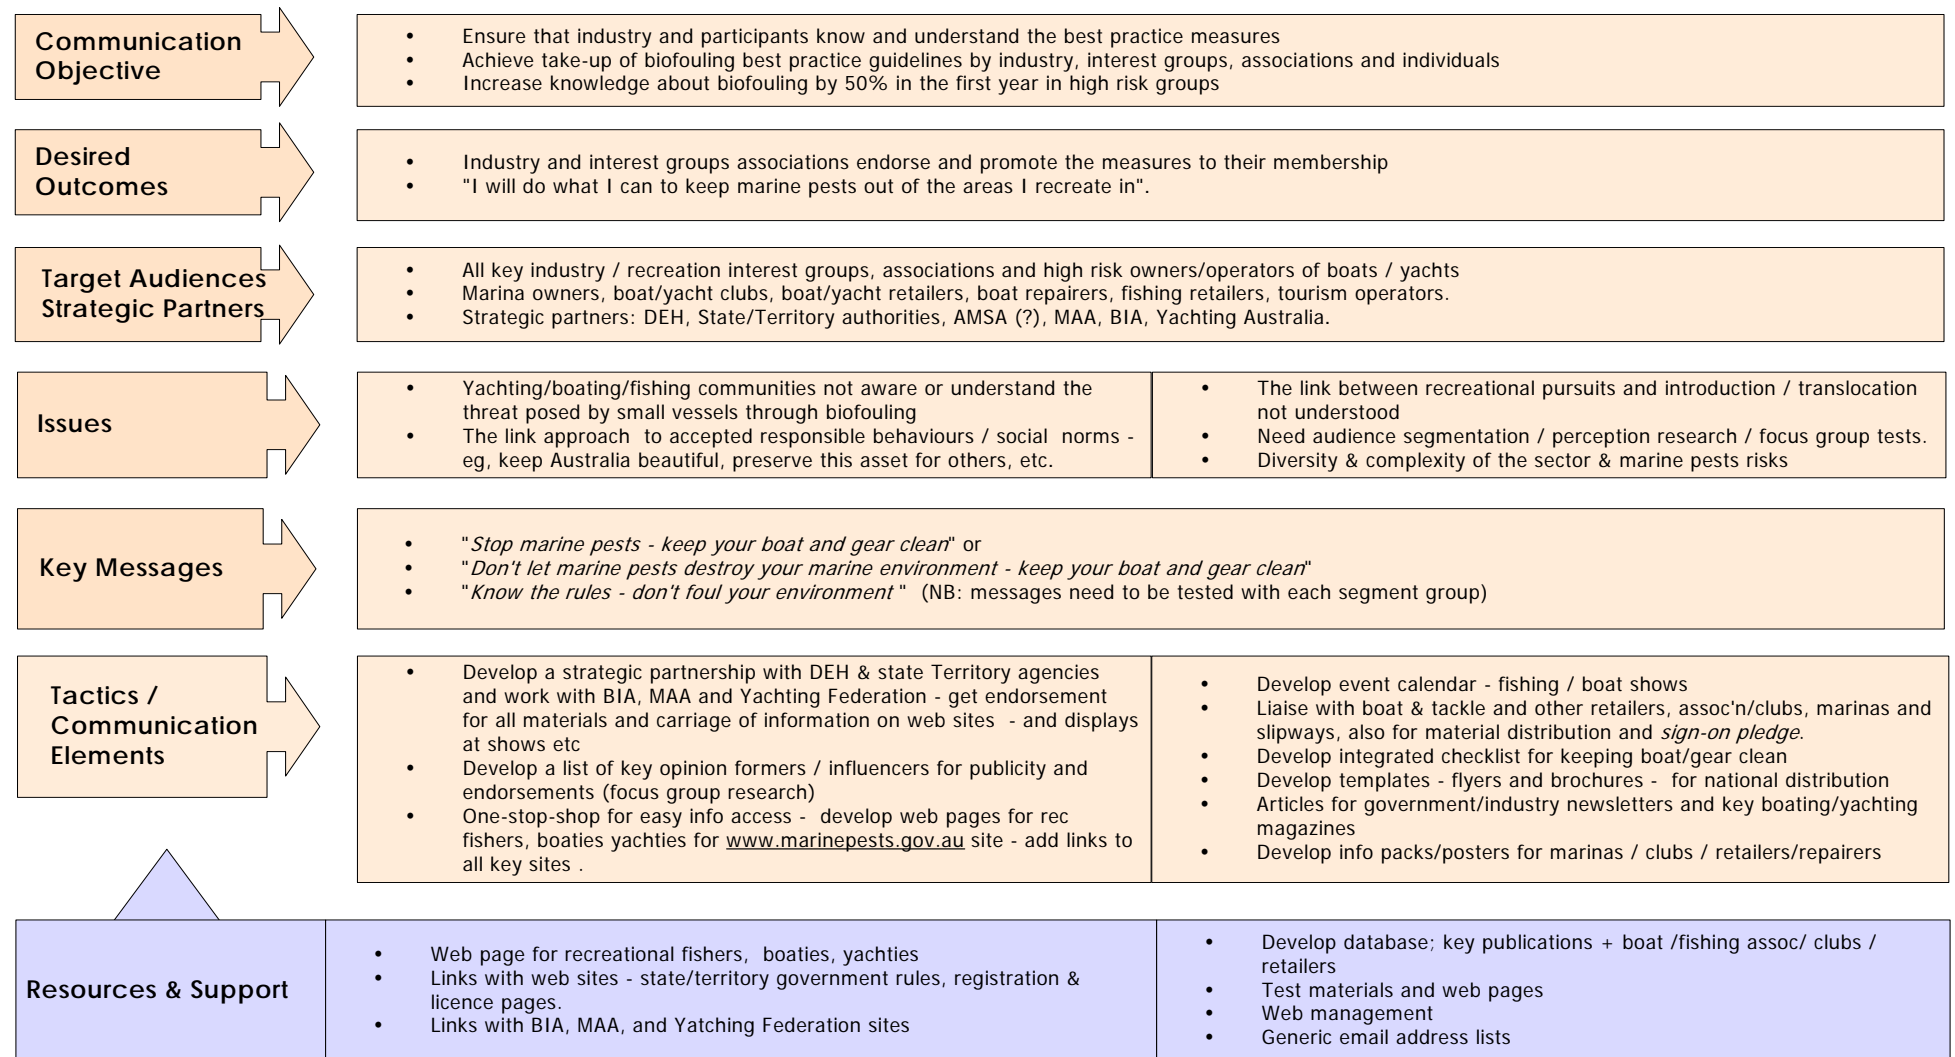 Communication
Objective
• Ensure that industry and participants know and understand the best practice measures
• Achieve take-up of biofouling best practice guidelines by industry, interest groups, associations and individuals
• Increase knowledge about biofouling by 50% in the first year in high risk groups
Desired
Outcomes
• Industry and interest groups associations endorse and promote the measures to their membership
• "I will do what I can to keep marine pests out of the areas I recreate in".
Target Audiences
Strategic Partners
• All key industry / recreation interest groups, associations and high risk owners/operators of boats / yachts
• Marina owners, boat/yacht clubs, boat/yacht retailers, boat repairers, fishing retailers, tourism operators.
• Strategic partners: DEH, State/Territory authorities, AMSA (?), MAA, BIA, Yachting Australia.
Issues
• Yachting/boating/fishing communities not aware or understand the
threat posed by small vessels through biofouling
• The link approach to accepted responsible behaviours / social norms -
eg, keep Australia beautiful, preserve this asset for others, etc.
• The link between recreational pursuits and introduction / translocation
not understood
• Need audience segmentation / perception research / focus group tests.
• Diversity & complexity of the sector & marine pests risks
Key Messages
• "Stop marine pests - keep your boat and gear clean" or
• "Don't let marine pests destroy your marine environment - keep your boat and gear clean"
• "Know the rules - don't foul your environment " (NB: messages need to be tested with each segment group)
Tactics /
Communication
Elements
• Develop a strategic partnership with DEH & state Territory agencies
and work with BIA, MAA and Yachting Federation - get endorsement
for all materials and carriage of information on web sites - and displays
at shows etc
• Develop a list of key opinion formers / influencers for publicity and
endorsements (focus group research)
• One-stop-shop for easy info access - develop web pages for rec
fishers, boaties yachties for www.marinepests.gov.au site - add links to
all key sites .
• Develop event calendar - fishing / boat shows
• Liaise with boat & tackle and other retailers, assoc'n/clubs, marinas and
slipways, also for material distribution and sign-on pledge.
• Develop integrated checklist for keeping boat/gear clean
• Develop templates - flyers and brochures - for national distribution
• Articles for government/industry newsletters and key boating/yachting
magazines
• Develop info packs/posters for marinas / clubs / retailers/repairers
Resources & Support
• Web page for recreational fishers, boaties, yachties
• Links with web sites - state/territory government rules, registration &
licence pages.
• Links with BIA, MAA, and Yatching Federation sites
• Develop database; key publications + boat /fishing assoc/ clubs /
retailers
• Test materials and web pages
• Web management
• Generic email address lists